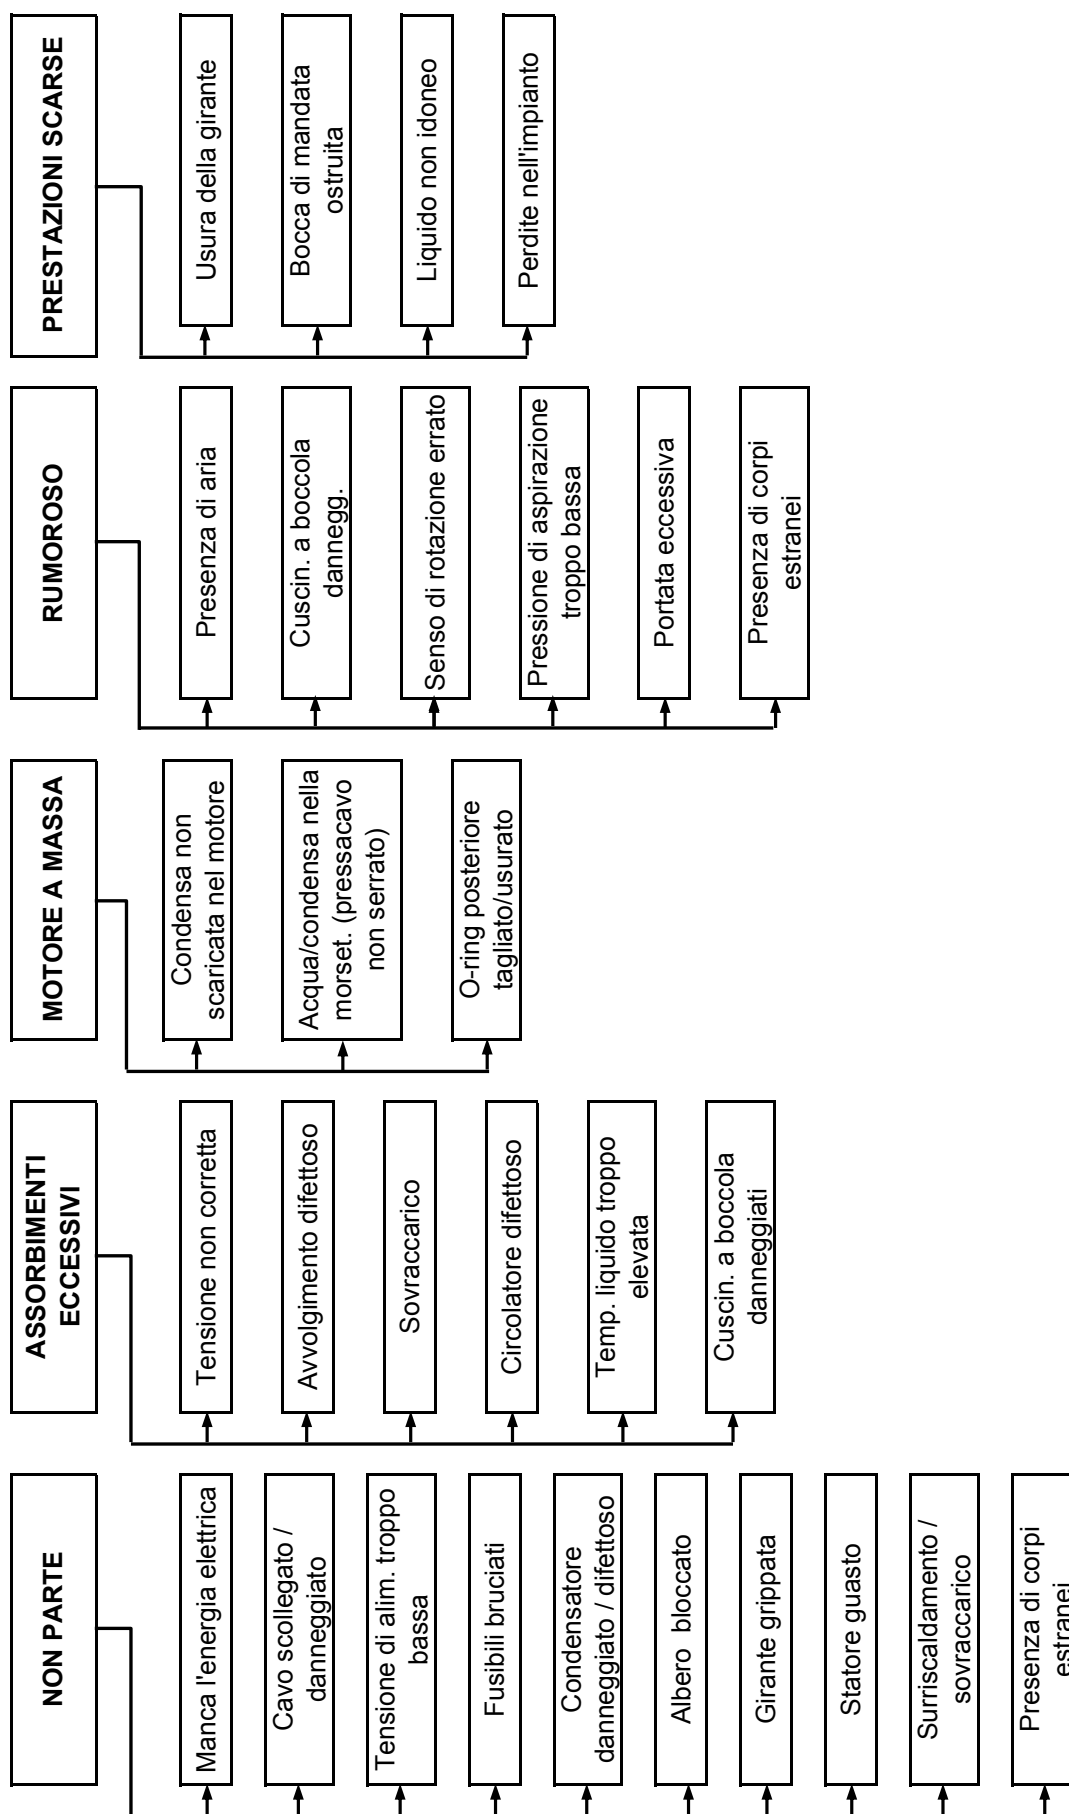 NON PARTE
Manca l'energia elettrica
Cavo scollegato /
danneggiato
Tensione di alim. troppo
bassa
Fusibili bruciati
Condensatore
danneggiato / difettoso
Albero bloccato
Girante grippata
Statore guasto
Surriscaldamento /
sovraccarico
Presenza di corpi
estranei
ASSORBIMENTI
ECCESSIVI
Tensione non corretta
Avvolgimento difettoso
Sovraccarico
Circolatore difettoso
Temp. liquido troppo
elevata
Cuscin. a boccola
danneggiati
MOTORE A MASSA
Condensa non
scaricata nel motore
Acqua/condensa nella
morset. (pressacavo
non serrato)
O-ring posteriore
tagliato/usurato
RUMOROSO
Presenza di aria
Cuscin. a boccola
dannegg.
Senso di rotazione errato
Pressione di aspirazione
troppo bassa
Portata eccessiva
Presenza di corpi
estranei
PRESTAZIONI SCARSE
Usura della girante
Bocca di mandata
ostruita
Liquido non idoneo
Perdite nell'impianto